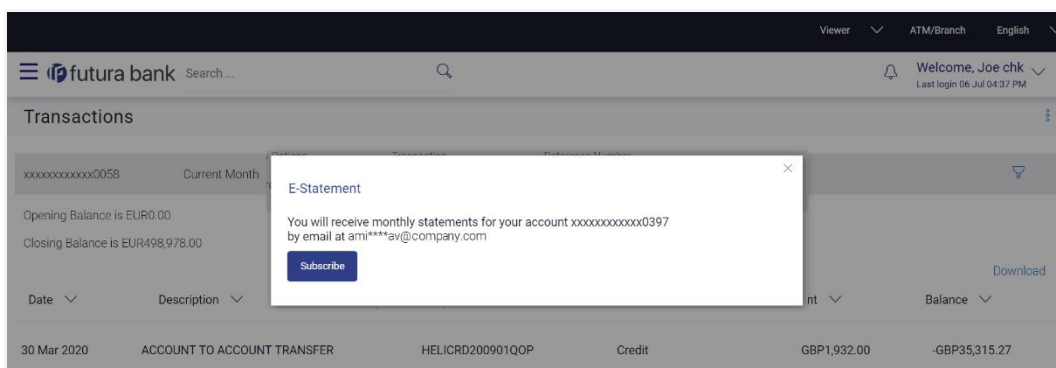 Viewer ATM/Branch English
futura bank Search ... Welcome, Joe chk
Last login 06 Jul 04:37 PM
Transactions
xxxxxxxxxxxx0058 Current Month
E-Statement
You will receive monthly statements for your account xxxxxxxxxxxx0397
by email at ami****av@company.com
Subscribe
Opening Balance is EUR0.00
Closing Balance is EUR498,978.00
Download
Date Description nt Balance
30 Mar 2020 ACCOUNT TO ACCOUNT TRANSFER HELICRD200901QOP Credit GBP1,932.00 -GBP35,315.27